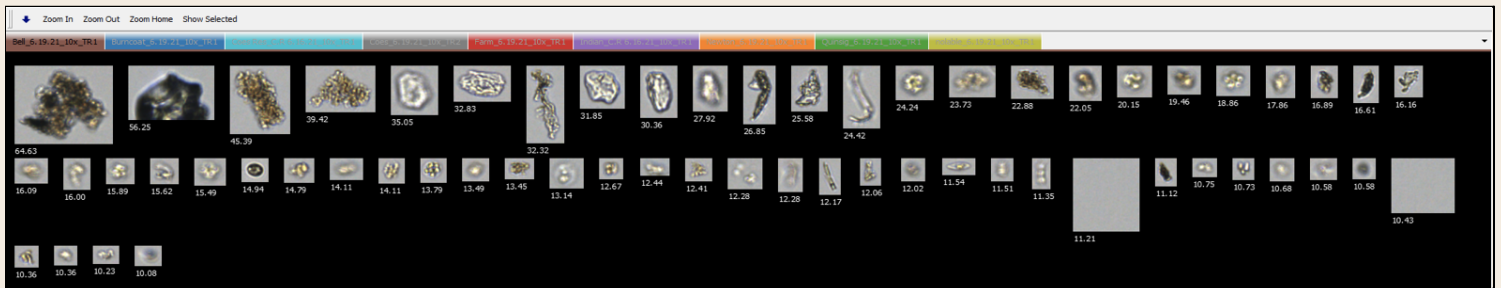 Zoom In Zoom Out Zoom Home Show Selected
Bell_6.19.21_10x_TR1 Burncoat_6.19.21_10x_TR1 Farm_6.19.21_10x_TR1 Quinsig_6.19.21_10x_TR1
64.63 56.25 45.39 39.42 35.05 32.83 32.32 31.85 30.36 27.92 26.85 25.58 24.42 24.24 23.73 22.88 22.05 20.15 19.46 18.86 17.86 16.89 16.61 16.16
16.09 16.00 15.89 15.62 15.49 14.94 14.79 14.11 14.11 13.79 13.49 13.45 13.14 12.67 12.44 12.41 12.28 12.28 12.17 12.06 12.02 11.54 11.51 11.35 11.21 11.12 10.75 10.73 10.68 10.58 10.58 10.43
10.36 10.36 10.23 10.08